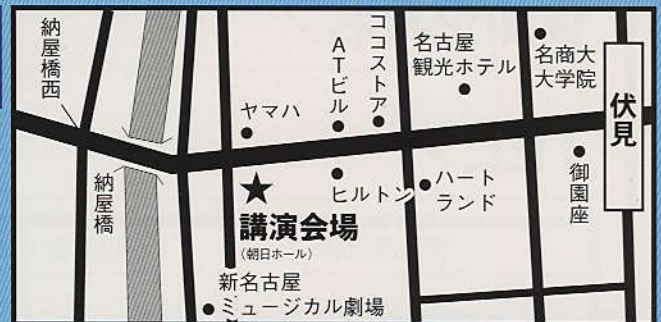 納屋橋西
納屋橋
ヤマハ
ATビル
ココストア
名古屋
観光ホテル
名商大
大学院
伏見
御園座
ハート
ランド
ヒルトン
講演会場
(朝日ホール)
新名古屋
ミュージカル劇場